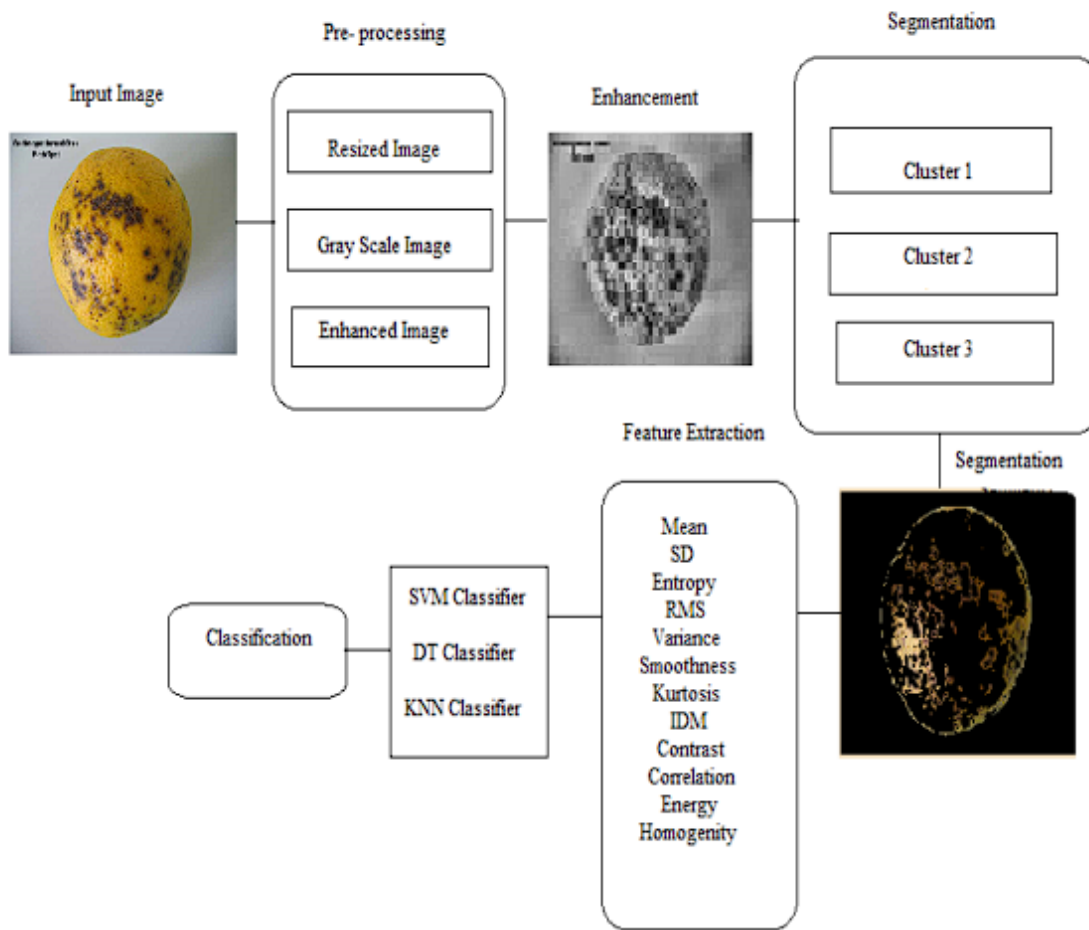 Input Image
Pre- processing
Resized Image
Gray Scale Image
Enhanced Image
Enhancement
Segmentation
Cluster 1
Cluster 2
Cluster 3
Segmentation
Feature Extraction
Mean
SD
Entropy
RMS
Variance
Smoothness
Kurtosis
IDM
Contrast
Correlation
Energy
Homogenity
SVM Classifier
DT Classifier
KNN Classifier
Classification